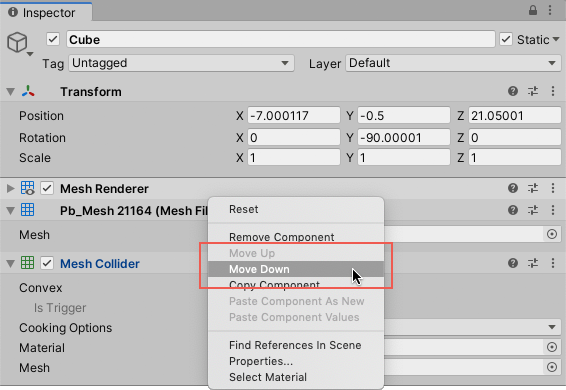 Inspector
Cube
Static
Tag Untagged Layer Default
Transform
Position X -7.000117 Y -0.5 Z 21.05001
Rotation X 0 Y -90.00001 Z 0
Scale X 1 Y 1 Z 1
Mesh Renderer
Pb_Mesh 21164 (Mesh Fil
Reset
Mesh
Remove Component
Move Up
Mesh Collider
Move Down
Convex
Copy Component
Is Trigger
Paste Component As New
Paste Component Values
Cooking Options
Material
Find References In Scene
Properties...
Mesh
Select Material